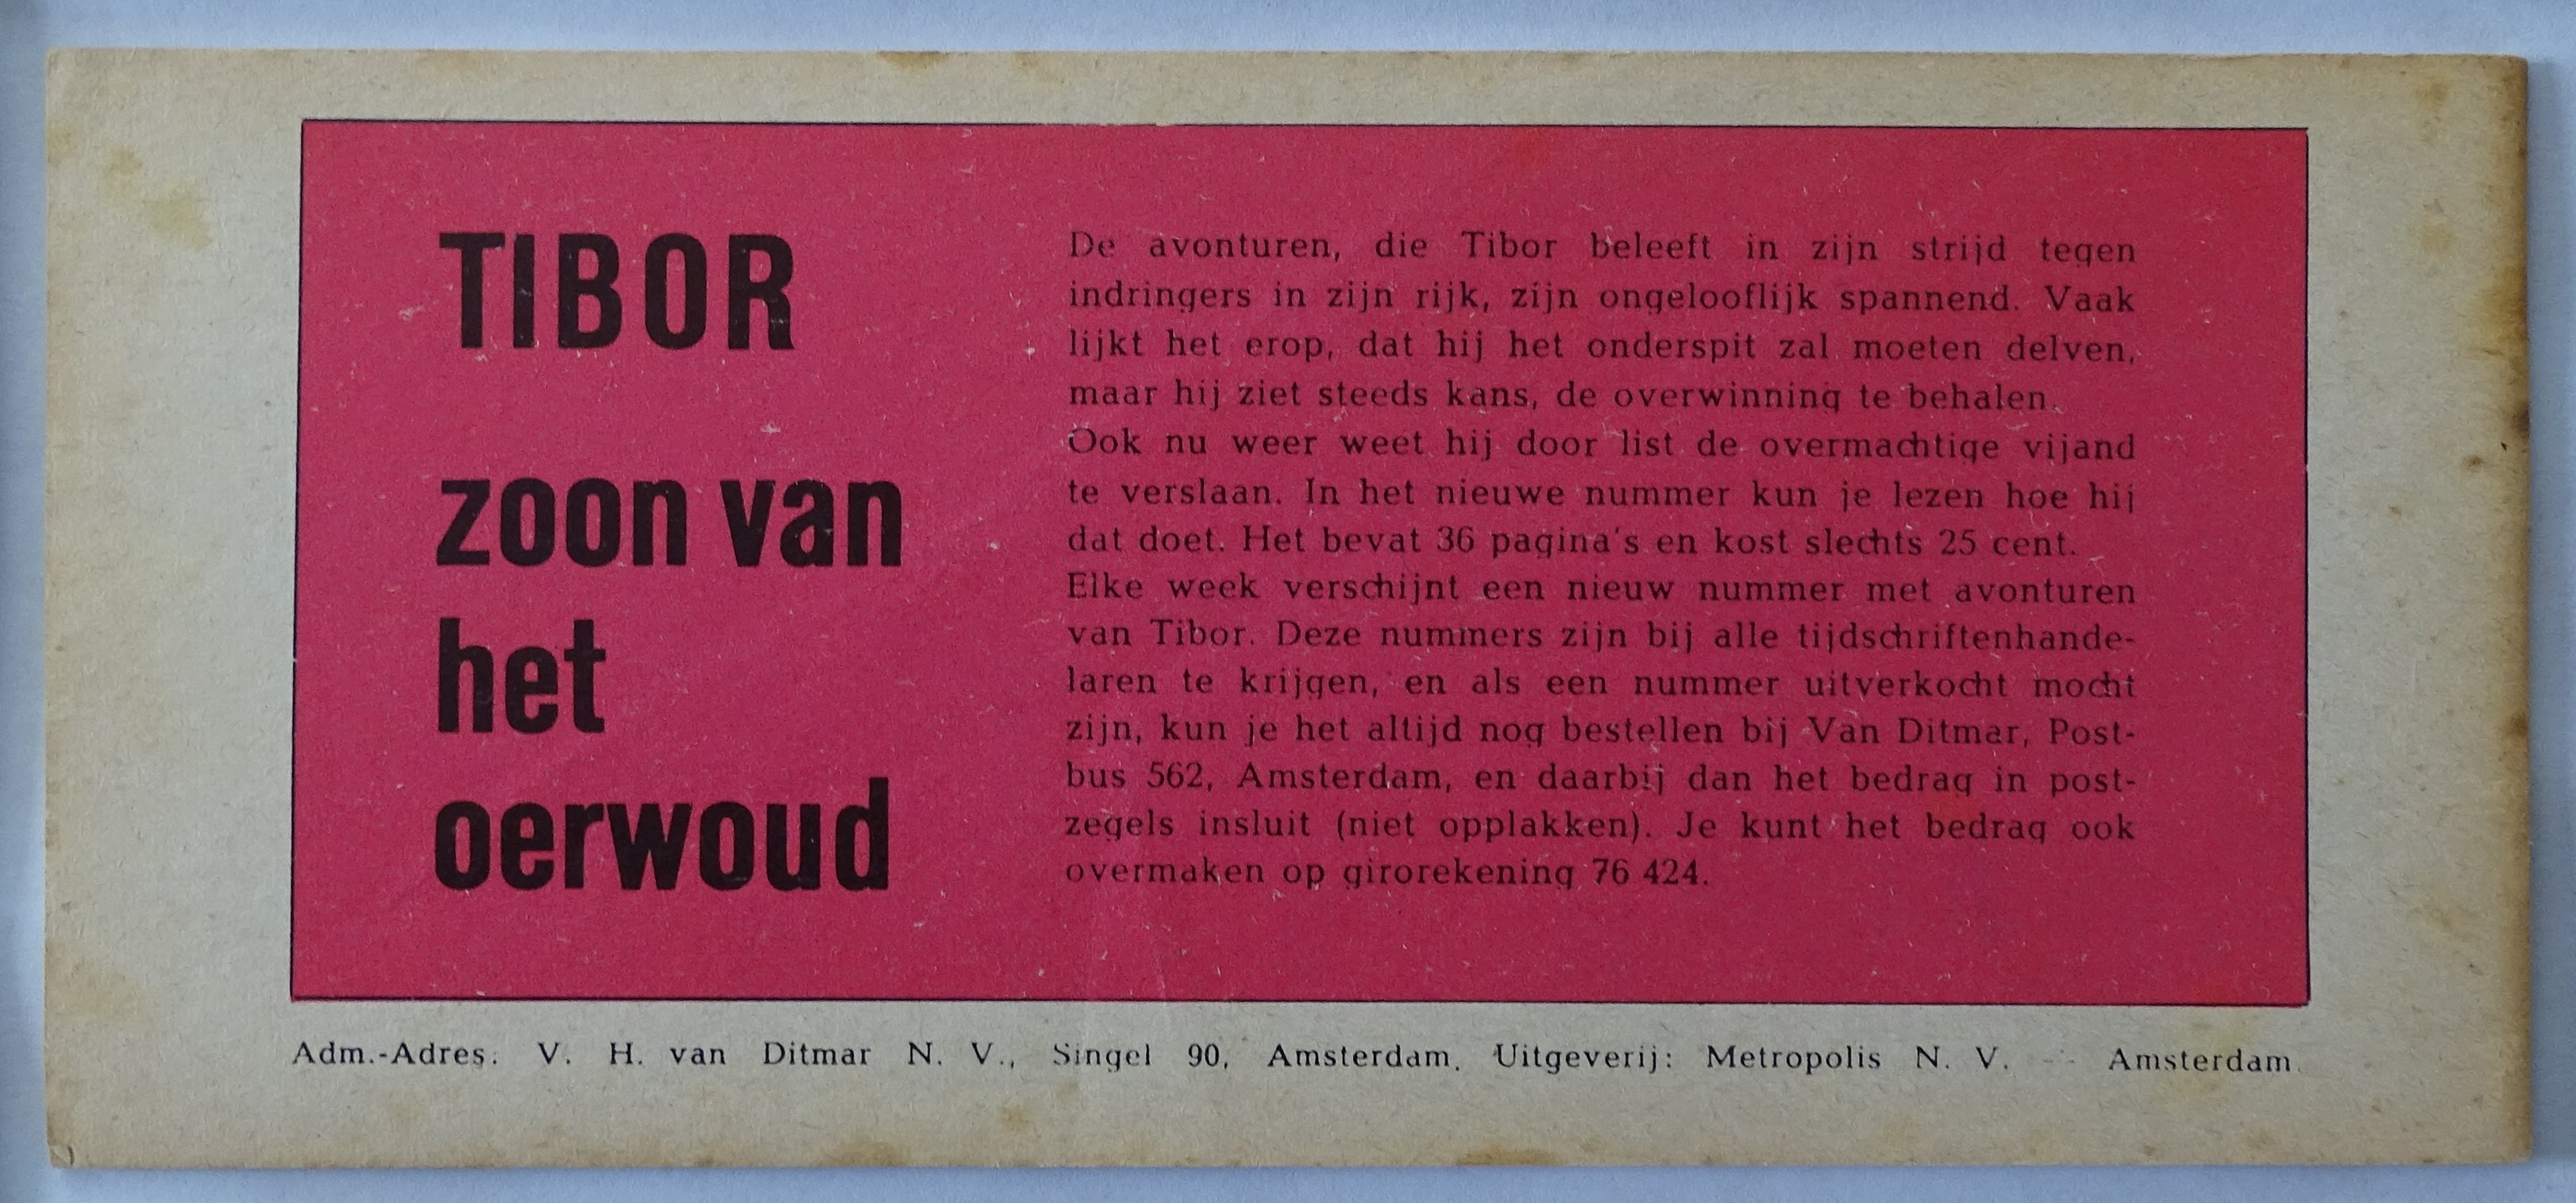 TIBOR
zoon van
het
oerwoud
De avonturen, die Tibor beleeft in zijn strijd tegen
indringers in zijn rijk, zijn ongelooflijk spannend. Vaak
lijkt het erop, dat hij het onderspit zal moeten delven,
maar hij ziet steeds kans, de overwinning te behalen.
Ook nu weer weet hij door list de overmachtige vijand
te verslaan. In het nieuwe nummer kun je lezen hoe hij
dat doet. Het bevat 36 pagina's en kost slechts 25 cent.
Elke week verschijnt een nieuw nummer met avonturen
van Tibor. Deze nummers zijn bij alle tijdschriftenhande-
laren te krijgen, en als een nummer uitverkocht mocht
zijn, kun je het altijd nog bestellen bij Van Ditmar, Post-
bus 562, Amsterdam, en daarbij dan het bedrag in post-
zegels insluit (niet opplakken). Je kunt het bedrag ook
overmaken op girorekening 76 424.
Adm.-Adres: V. H. van Ditmar N. V., Singel 90, Amsterdam. Uitgeverij: Metropolis N. V. -- Amsterdam.